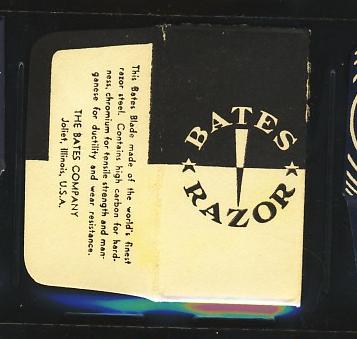 BATES
RAZOR
This Bates Blade made of the world's finest
razor steel. Contains high carbon for hard-
ness, chromium for tensile strength and man-
ganese for ductility and wear resistance.
THE BATES COMPANY
Joliet, Illinois, U.S.A.